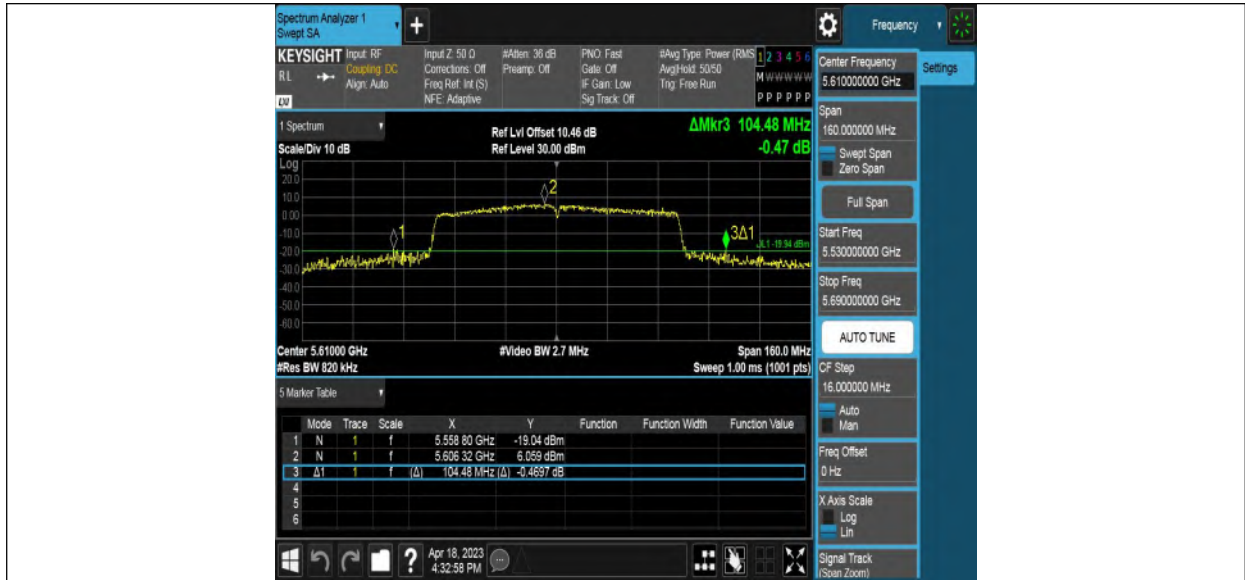 Spectrum Analyzer 1
Swept SA
Frequency
KEYSIGHT
Input: RF
Coupling: DC
Align: Auto
Input Z: 50 Ω
Corrections: Off
Freq Ref: Int (S)
NFE: Adaptive
#Atten: 36 dB
Preamp: Off
PNO: Fast
Gate: Off
IF Gain: Low
Sig Track: Off
#Avg Type: Power (RMS
Avg|Hold: 50/50
Trig: Free Run
1 2 3 4 5 6
M W W W W W
P P P P P P
R L
LXI
1 Spectrum
Scale/Div 10 dB
Ref Lvl Offset 10.46 dB
Ref Level 30.00 dBm
ΔMkr3 104.48 MHz
-0.47 dB
Log
20.0
10.0
0.00
-10.0
-20.0
-30.0
-40.0
-50.0
-60.0
1
2
3Δ1
DL1 -19.94 dBm
Center 5.61000 GHz
#Video BW 2.7 MHz
Span 160.0 MHz
#Res BW 820 kHz
Sweep 1.00 ms (1001 pts)
5 Marker Table
Mode Trace Scale X Y Function Function Width Function Value
1 N 1 f 5.558 80 GHz -19.04 dBm
2 N 1 f 5.606 32 GHz 6.059 dBm
3 Δ1 1 f (Δ) 104.48 MHz (Δ) -0.4697 dB
4
5
6
Apr 18, 2023
4:32:58 PM
Center Frequency
5.610000000 GHz
Settings
Span
160.000000 MHz
Swept Span
Zero Span
Full Span
Start Freq
5.530000000 GHz
Stop Freq
5.690000000 GHz
AUTO TUNE
CF Step
16.000000 MHz
Auto
Man
Freq Offset
0 Hz
X Axis Scale
Log
Lin
Signal Track
(Span Zoom)